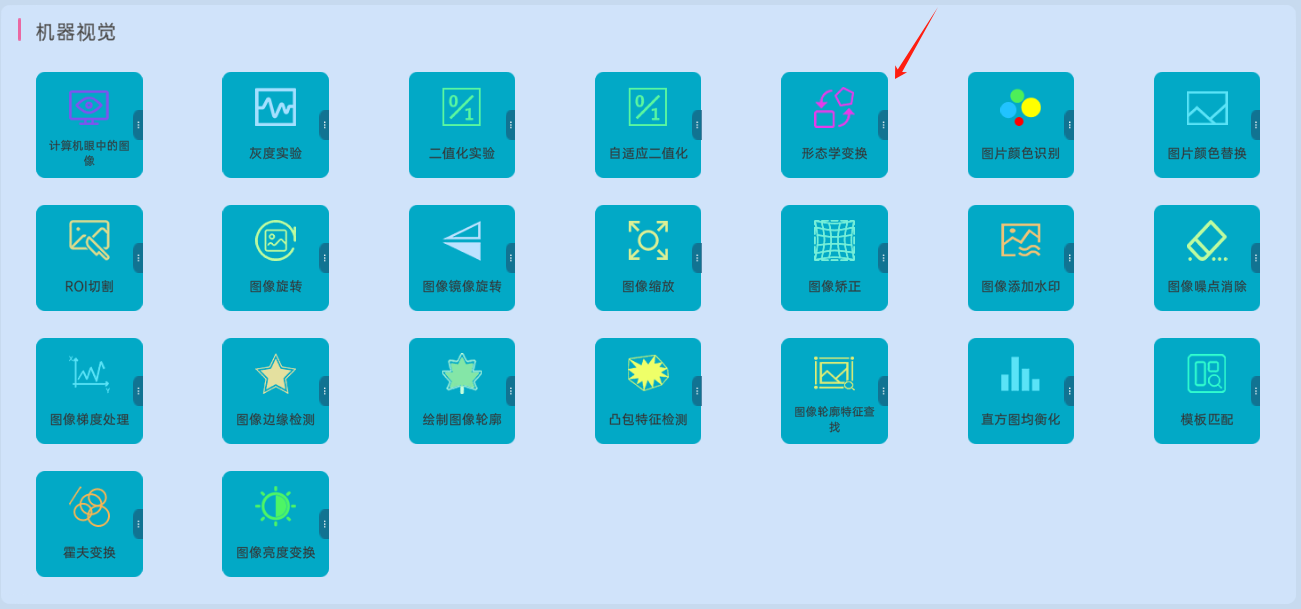 机器视觉
计算机眼中的图
像
灰度实验
0/1
二值化实验
0/1
自适应二值化
形态学变换
图片颜色识别
图片颜色替换
ROI切割
图像旋转
图像镜像旋转
图像缩放
图像矫正
图像添加水印
图像噪点消除
X
Y
图像梯度处理
图像边缘检测
绘制图像轮廓
凸包特征检测
图像轮廓特征查
找
直方图均衡化
模板匹配
霍夫变换
图像亮度变换